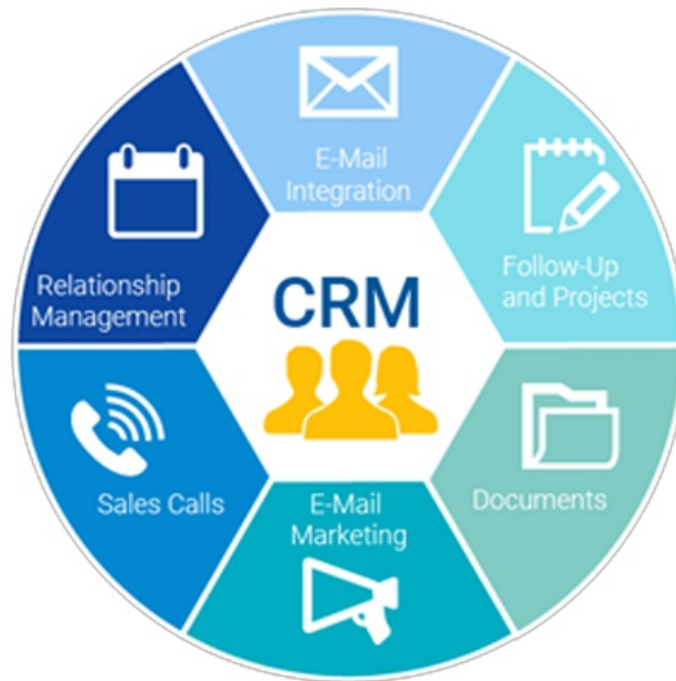 E-Mail
Integration
Follow-Up
and Projects
Documents
E-Mail
Marketing
Sales Calls
Relationship
Management
CRM